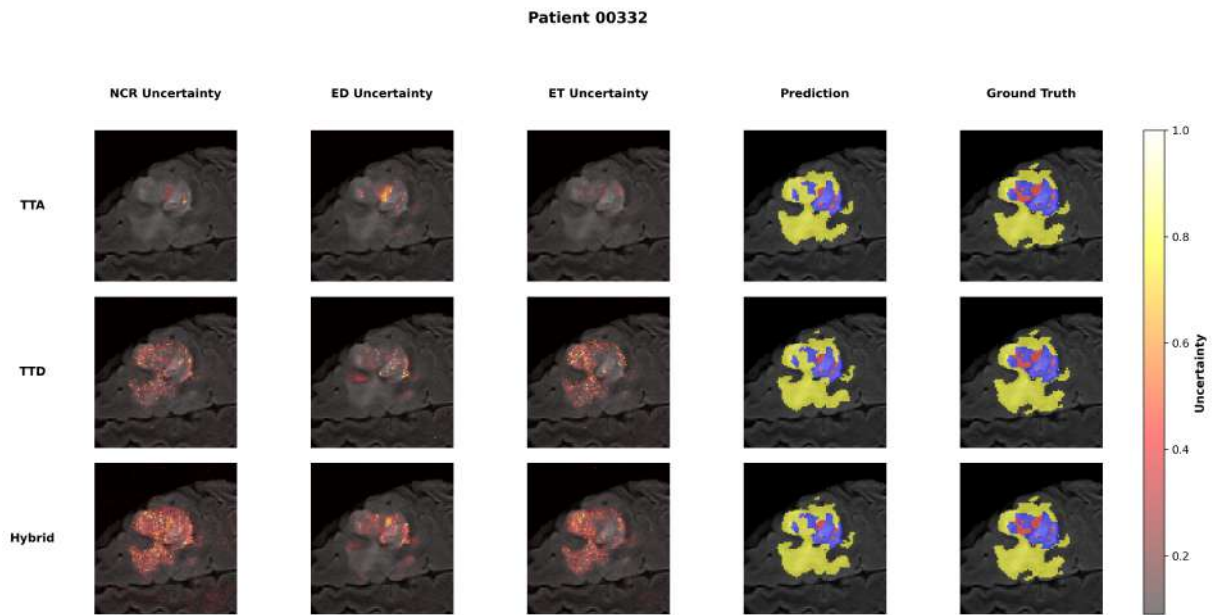 Patient 00332
NCR Uncertainty
ED Uncertainty
ET Uncertainty
Prediction
Ground Truth
TTA
TTD
Hybrid
1.0
0.8
0.6
0.4
0.2
Uncertainty